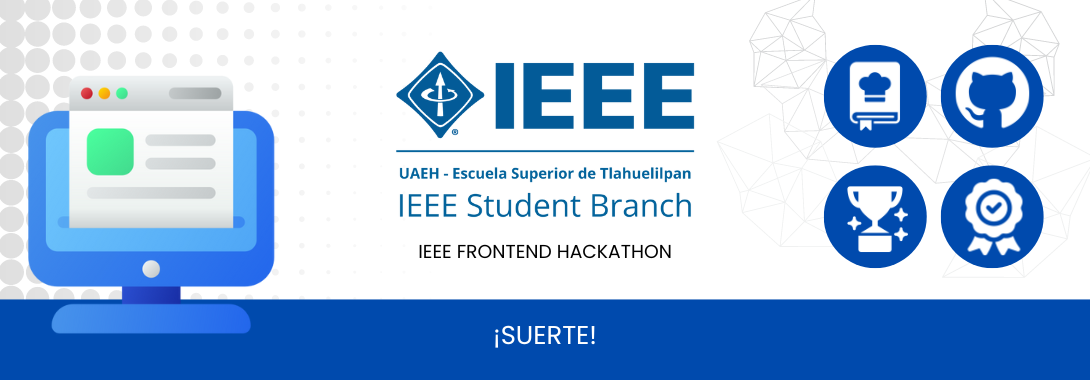 IEEE
®
UAEH - Escuela Superior de Tlahuelilpan
IEEE Student Branch
IEEE FRONTEND HACKATHON
¡SUERTE!